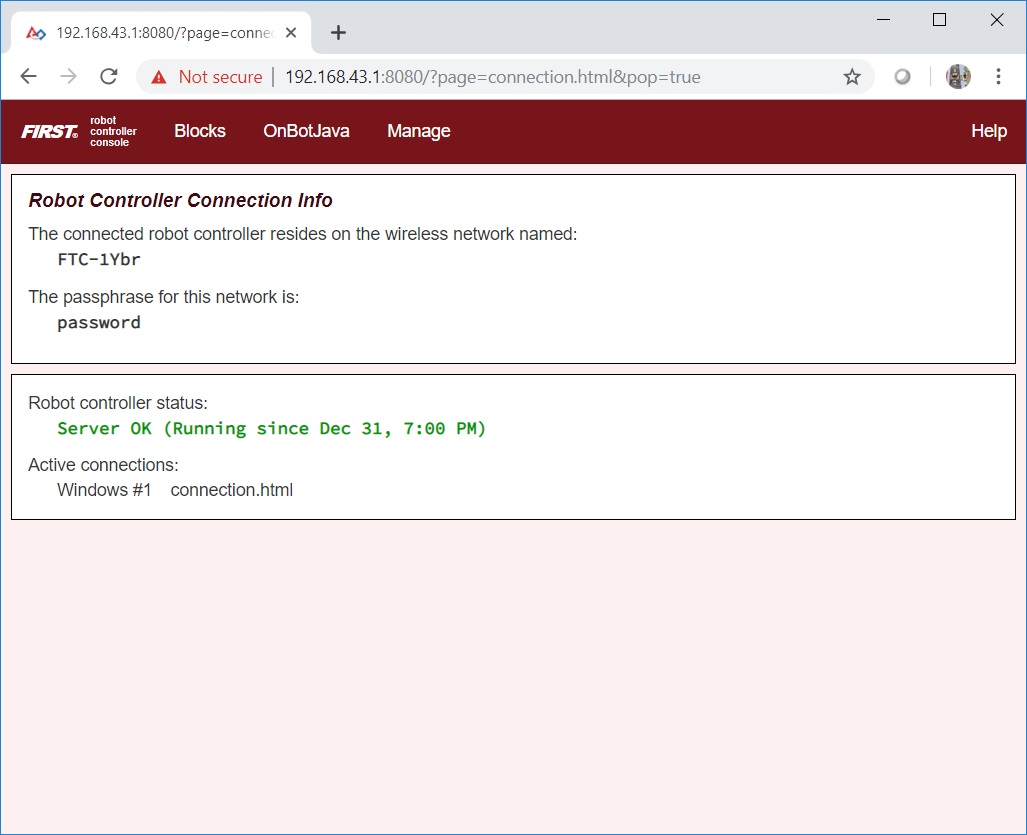 192.168.43.1:8080/?page=connec
Not secure | 192.168.43.1:8080/?page=connection.html&pop=true
FIRST® robot controller console Blocks OnBotJava Manage Help
Robot Controller Connection Info
The connected robot controller resides on the wireless network named:
FTC-1Ybr
The passphrase for this network is:
password
Robot controller status:
Server OK (Running since Dec 31, 7:00 PM)
Active connections:
Windows #1 connection.html